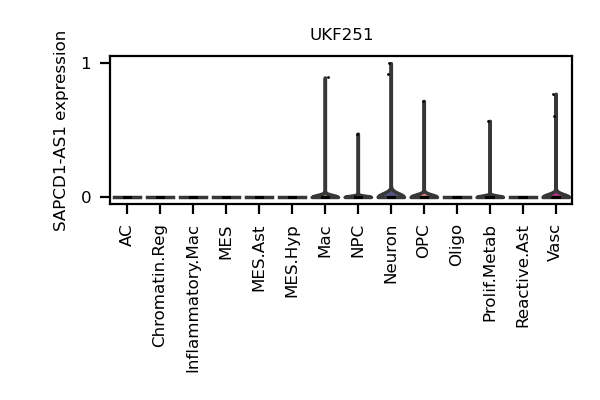 UKF251
SAPCD1-AS1 expression
1
0
AC
Chromatin.Reg
Inflammatory.Mac
MES
MES.Ast
MES.Hyp
Mac
NPC
Neuron
OPC
Oligo
Prolif.Metab
Reactive.Ast
Vasc